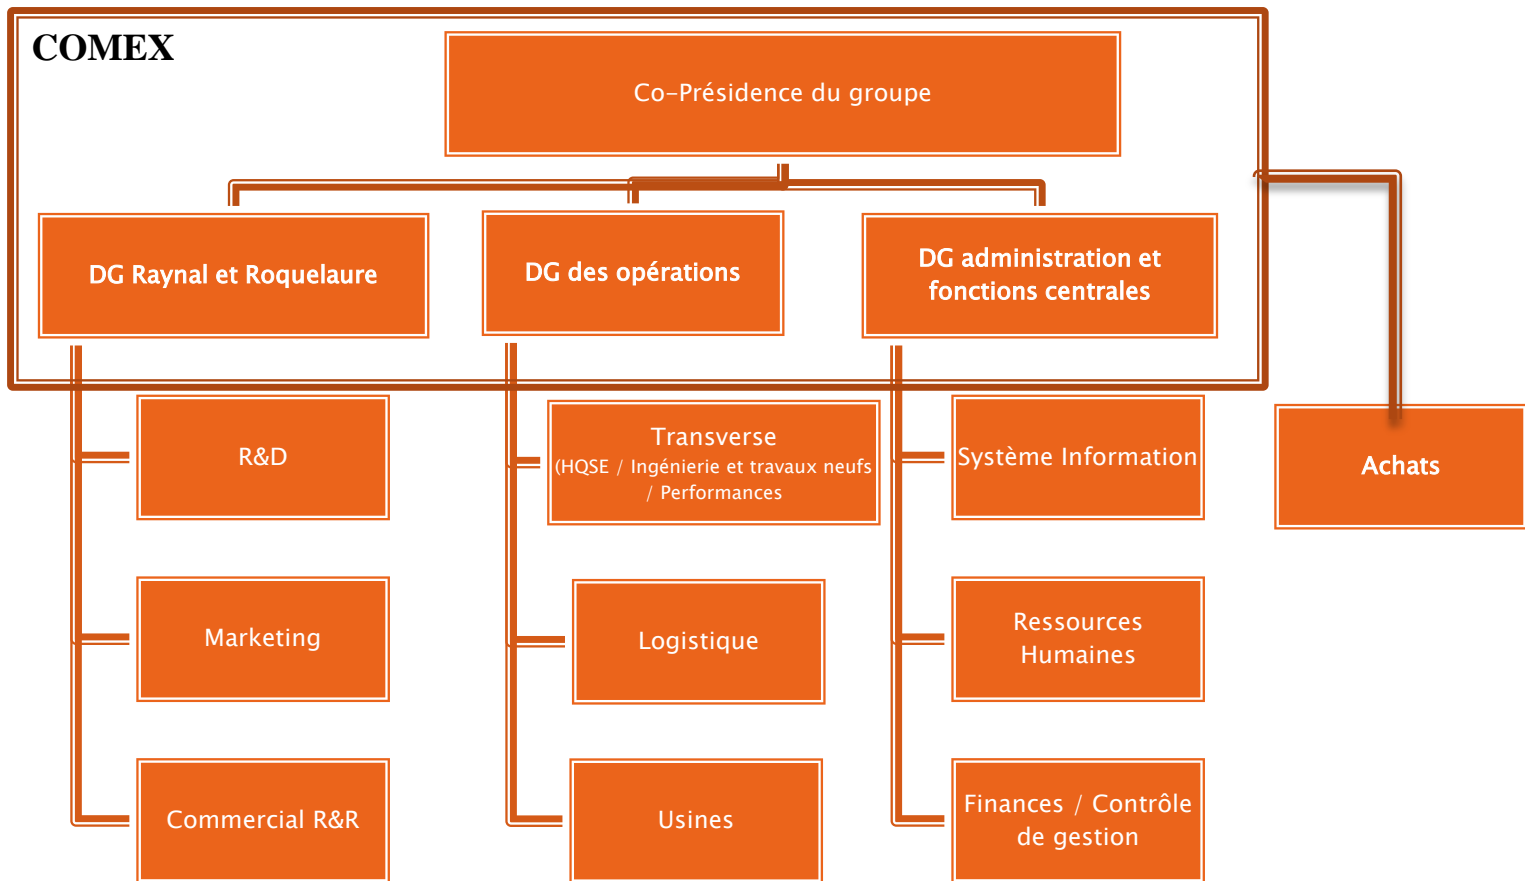 COMEX
Co-Présidence du groupe
DG Raynal et Roquelaure
DG des opérations
DG administration et
fonctions centrales
R&D
Transverse
(HQSE / Ingénierie et travaux neufs
/ Performances
Système Information
Achats
Marketing
Logistique
Ressources
Humaines
Commercial R&R
Usines
Finances / Contrôle
de gestion